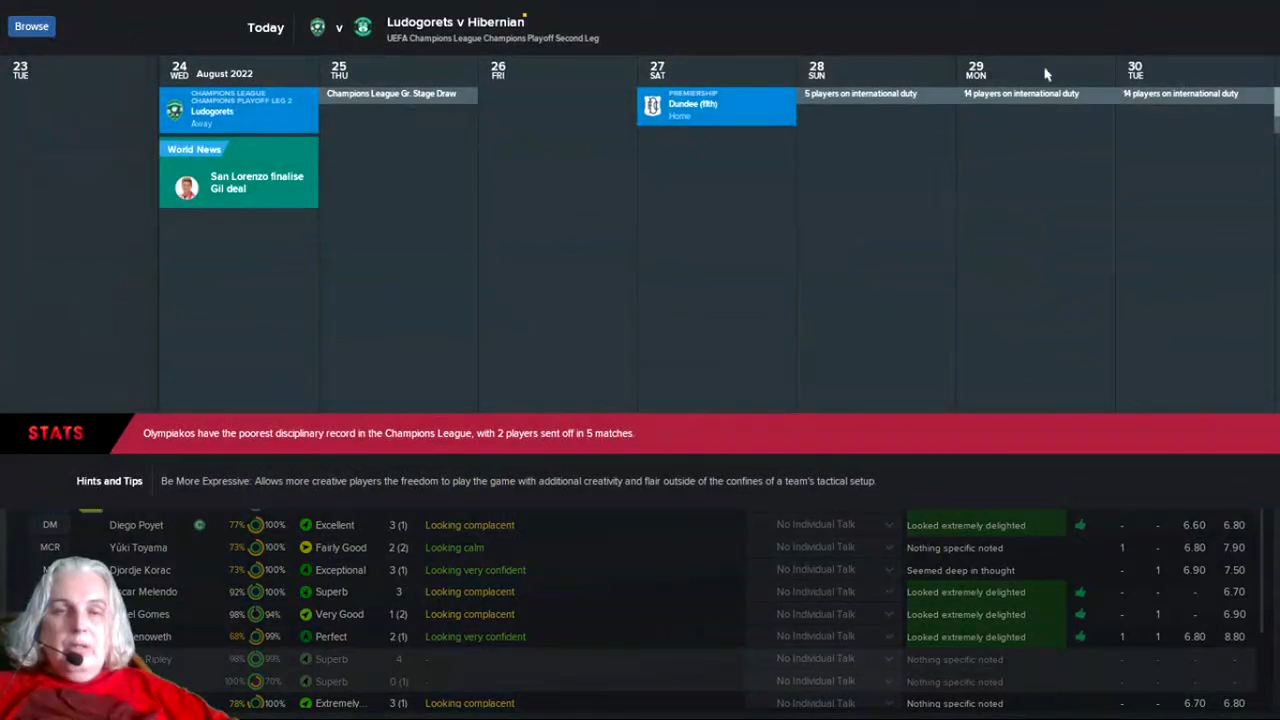 Browse
Today
v
Ludogorets v Hibernian
UEFA Champions League Champions Playoff Second Leg
23
TUE
24
WED
August 2022
25
THU
26
FRI
27
SAT
28
SUN
29
MON
30
TUE
CHAMPIONS LEAGUE
CHAMPIONS PLAYOFF LEG 2
Ludogorets
Away
Champions League Gr. Stage Draw
PREMIERSHIP
Dundee (11th)
Home
5 players on international duty
14 players on international duty
14 players on international duty
World News
San Lorenzo finalise
Gil deal
STATS
Olympiakos have the poorest disciplinary record in the Champions League, with 2 players sent off in 5 matches.
Hints and Tips
Be More Expressive: Allows more creative players the freedom to play the game with additional creativity and flair outside of the confines of a team's tactical setup.
DM Diego Poyet 77% 100% Excellent 3 (1) Looking complacent No Individual Talk Looked extremely delighted - - 6.60 6.80
MCR Yûki Toyama 73% 100% Fairly Good 2 (2) Looking calm No Individual Talk Nothing specific noted 1 - 6.80 7.90
Djordje Korac 73% 100% Exceptional 3 (1) Looking very confident No Individual Talk Seemed deep in thought - 1 6.90 7.50
Melendo 92% 100% Superb 3 Looking complacent No Individual Talk Looked extremely delighted - - 6.70
Gomes 98% 94% Very Good 1 (2) Looking complacent No Individual Talk Looked extremely delighted - 1 - 6.90
68% 99% Perfect 2 (1) Looking very confident No Individual Talk Looked extremely delighted 1 1 6.80 8.80
Ripley 98% 99% Superb 4 - No Individual Talk Nothing specific noted - - - -
100% 70% Superb 0 (1) - No Individual Talk Nothing specific noted - - - -
78% 100% Extremely... 3 (1) Looking complacent No Individual Talk Nothing specific noted - - 6.70 6.80